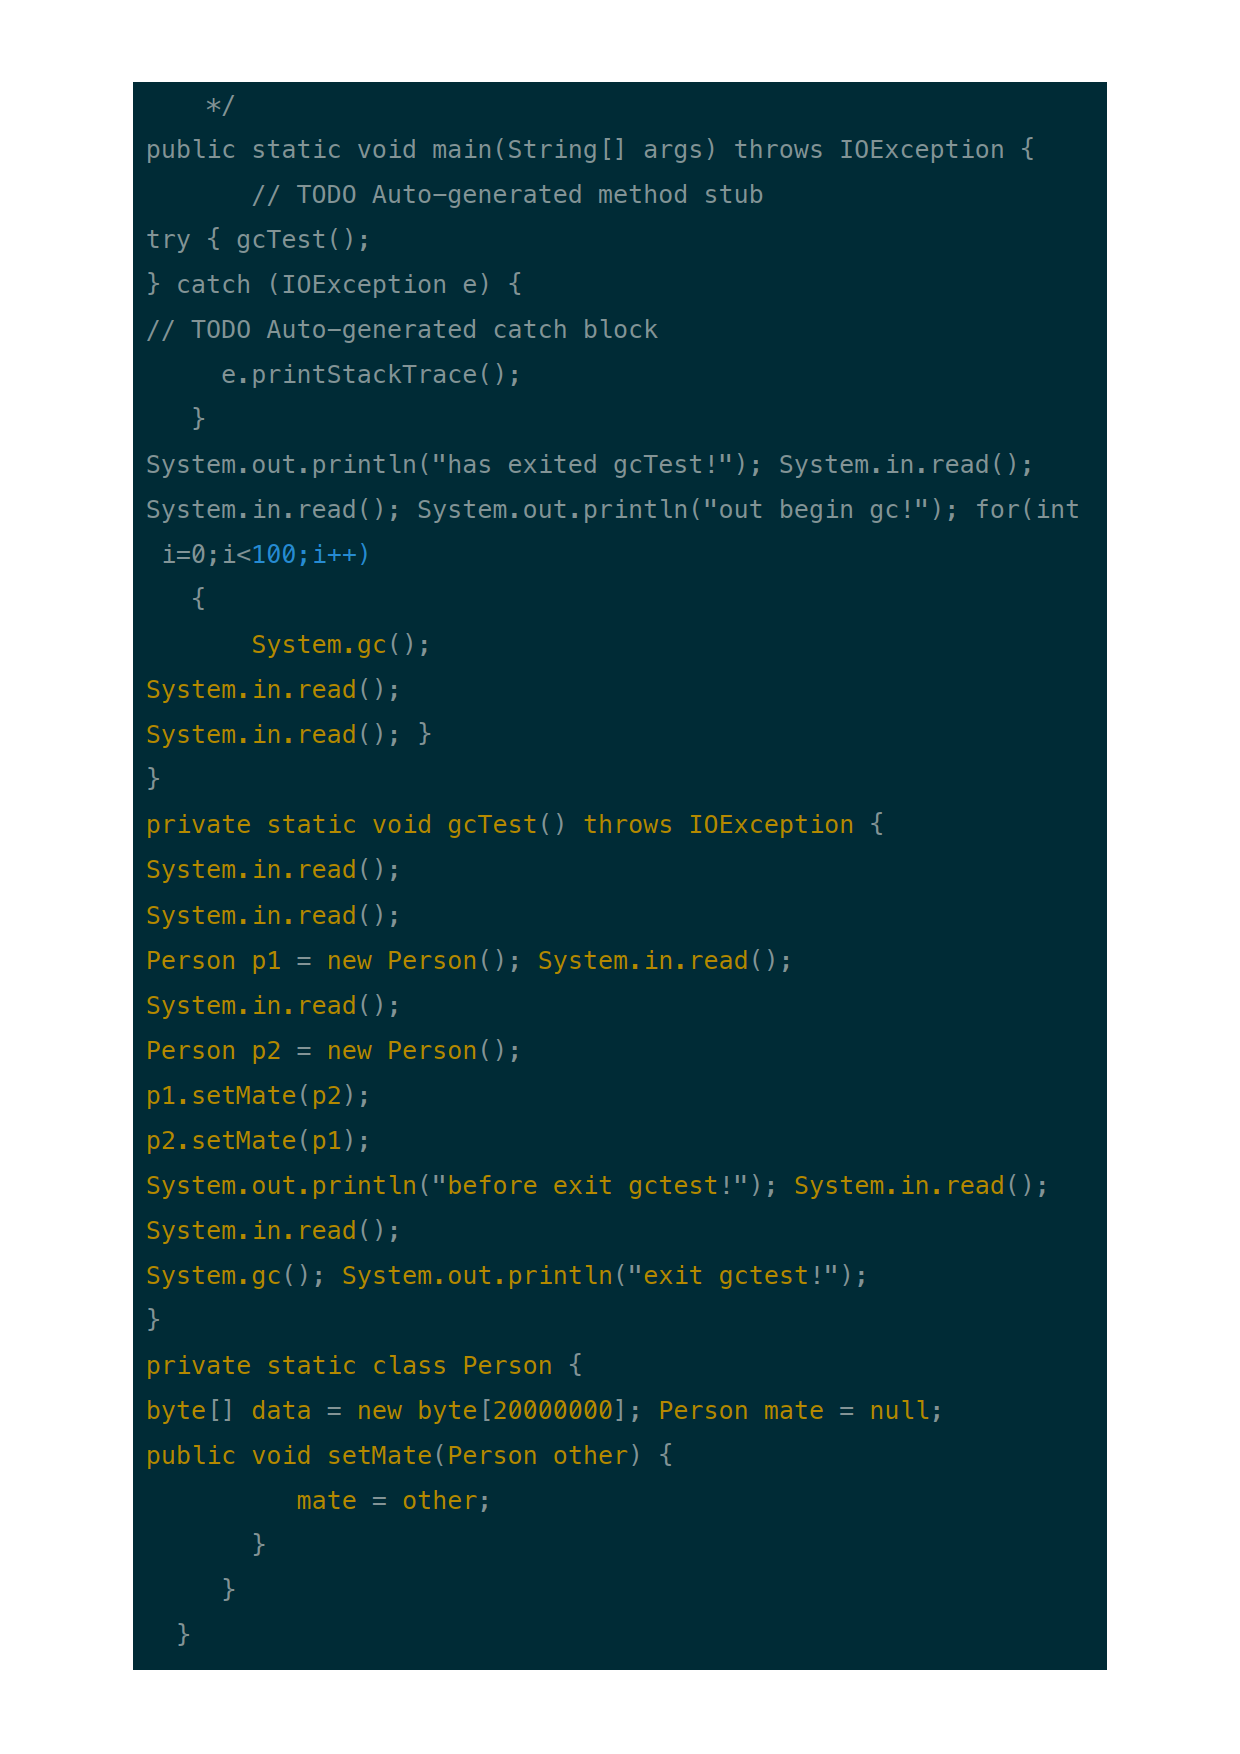 */
public static void main(String[] args) throws IOException {
// TODO Auto-generated method stub
try { gcTest();
} catch (IOException e) {
// TODO Auto-generated catch block
e.printStackTrace();
}
System.out.println("has exited gcTest!"); System.in.read();
System.in.read(); System.out.println("out begin gc!"); for(int
i=0;i<100;i++)
{
System.gc();
System.in.read();
System.in.read(); }
}
private static void gcTest() throws IOException {
System.in.read();
System.in.read();
Person p1 = new Person(); System.in.read();
System.in.read();
Person p2 = new Person();
p1.setMate(p2);
p2.setMate(p1);
System.out.println("before exit gctest!"); System.in.read();
System.in.read();
System.gc(); System.out.println("exit gctest!");
}
private static class Person {
byte[] data = new byte[20000000]; Person mate = null;
public void setMate(Person other) {
mate = other;
}
}
}